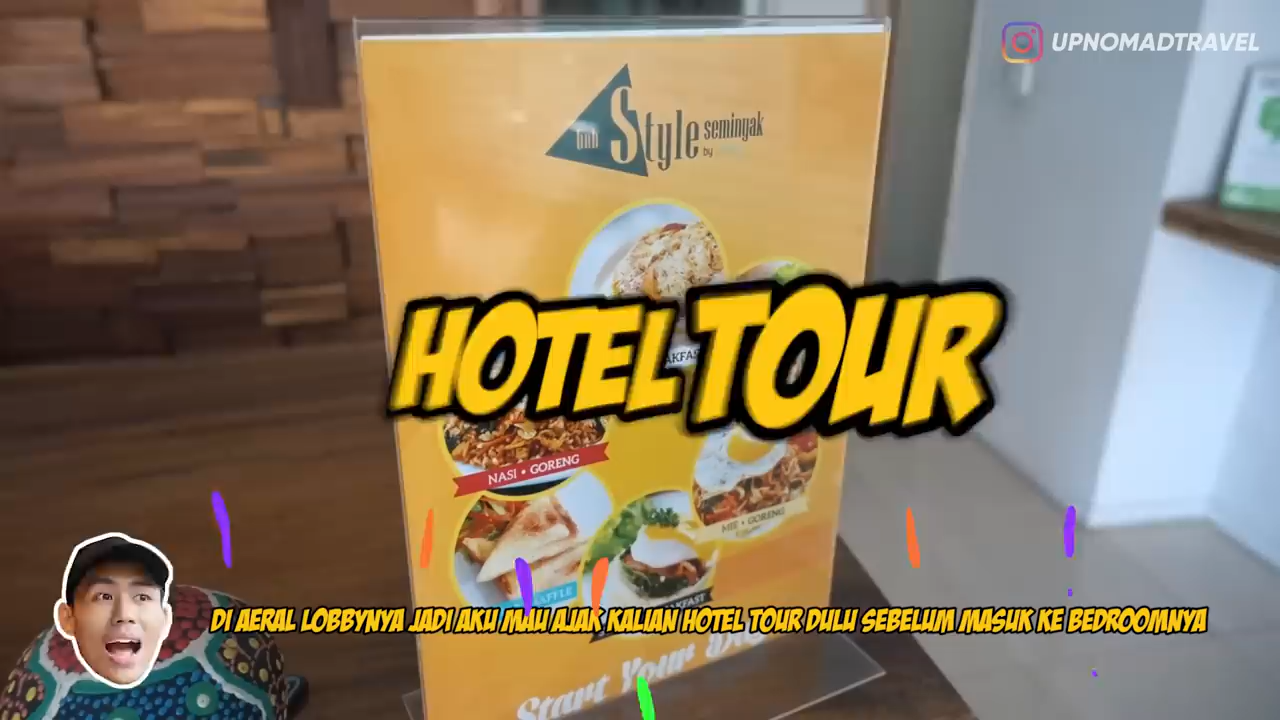 UPNOMADTRAVEL
Style seminyak
by
HOTEL TOUR
NASI • GORENG
MEE • GORENG
DI AERAL LOBBYNYA JADI AKU MAU AJAK KALIAN HOTEL TOUR DULU SEBELUM MASUK KE BEDROOMNYA
Start Your